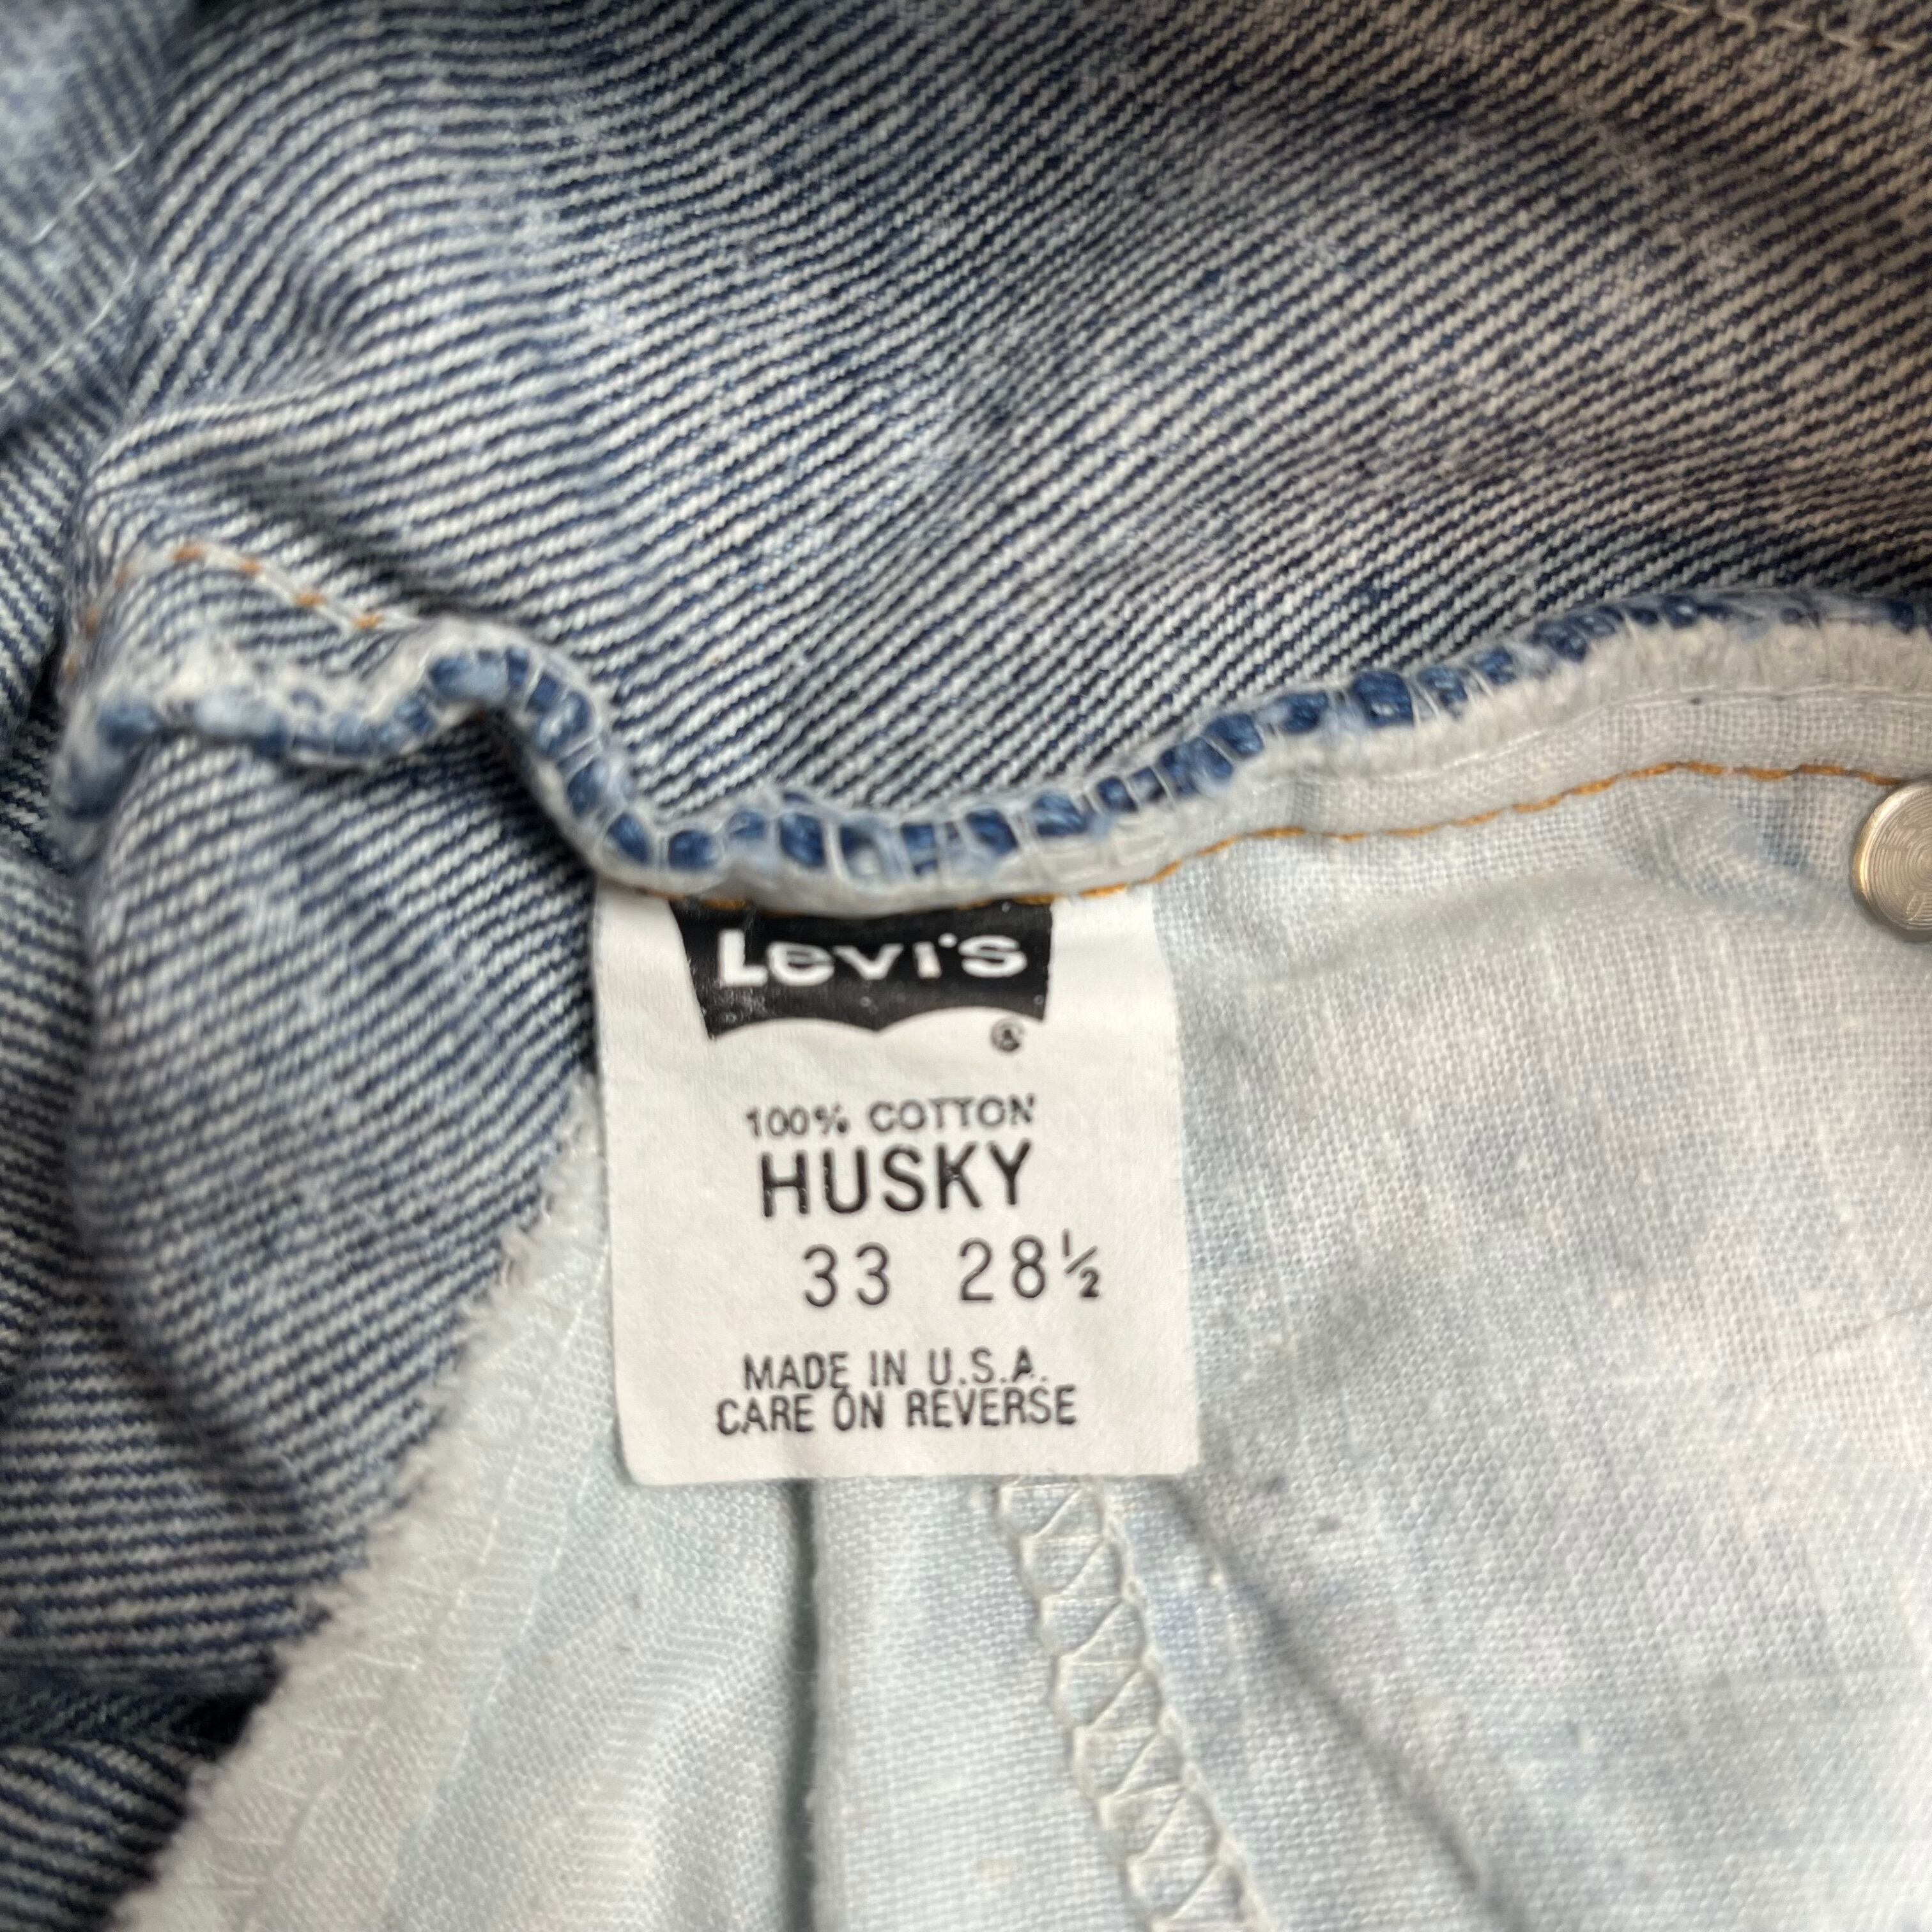 Levi's
®
100% COTTON
HUSKY
33 28½
MADE IN U.S.A.
CARE ON REVERSE